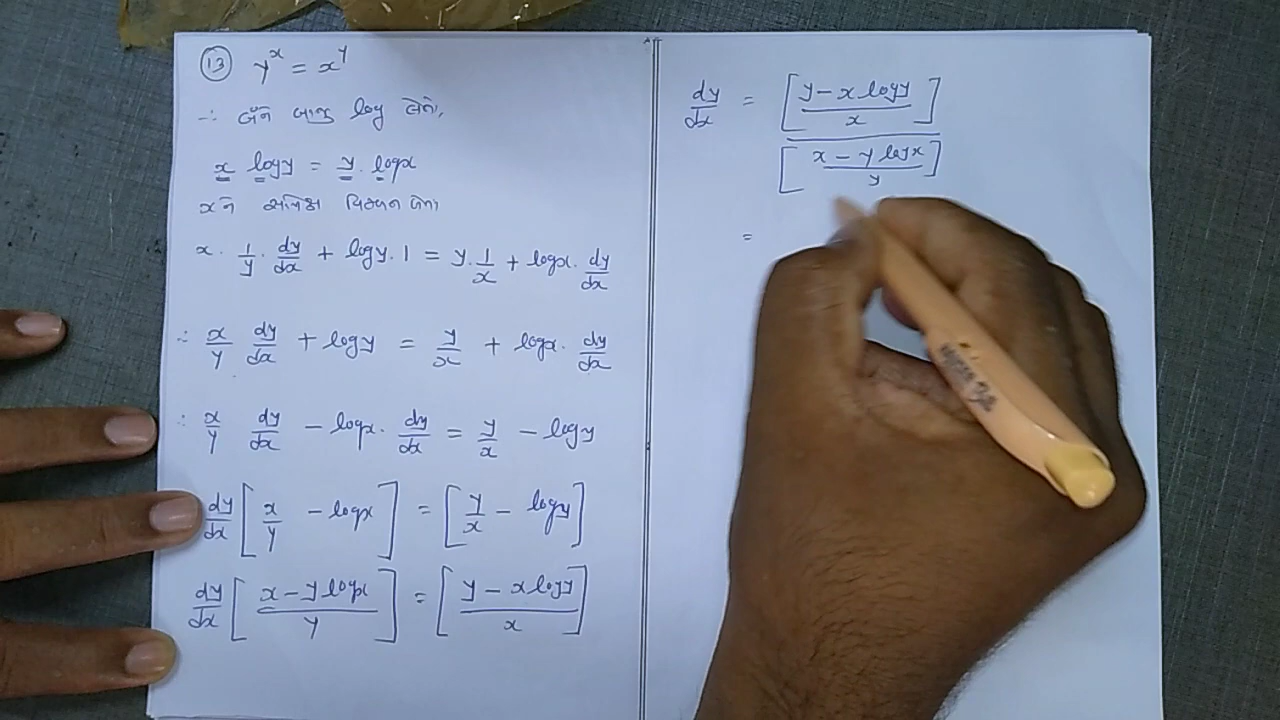 13 y^x = x^y
∴ બંને બાજુ log લેતાં,
x log y = y . log x
x ને સાપેક્ષ વિકલન લેતાં
x . 1/y . dy/dx + log y . 1 = y . 1/x + log x . dy/dx
∴ x/y dy/dx + log y = y/x + log x . dy/dx
∴ x/y dy/dx - log x . dy/dx = y/x - log y
dy/dx [ x/y - log x ] = [ y/x - log y ]
dy/dx [ (x - y log x)/y ] = [ (y - x log y)/x ]
dy/dx = [ (y - x log y)/x ] / [ (x - y log x)/y ]
=